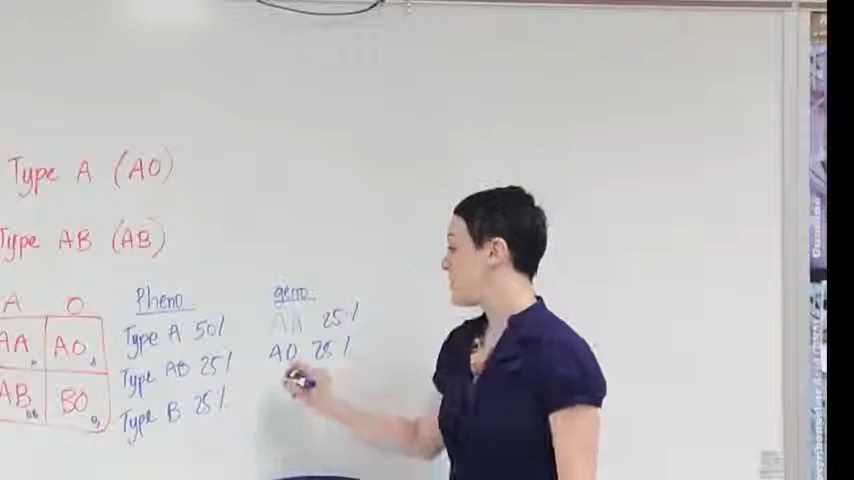 Type A (AO)
Type AB (AB)
A O
AA AO A
AB AB BO B
Pheno
Type A 50%
Type AB 25%
Type B 25%
geno
AA 25%
AO 25%